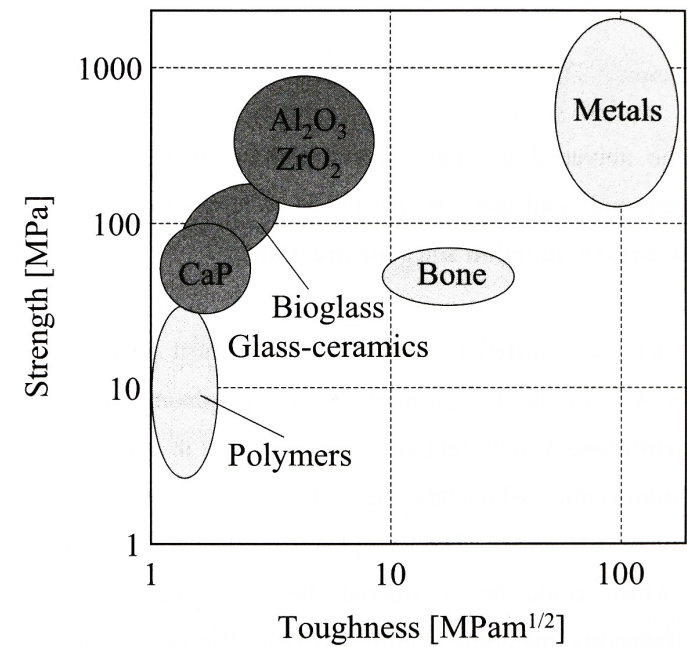 1000
100
10
1
Strength [MPa]
Al₂O₃
ZrO₂
Metals
CaP
Bone
Bioglass
Glass-ceramics
Polymers
1
10
100
Toughness [MPam¹/²]